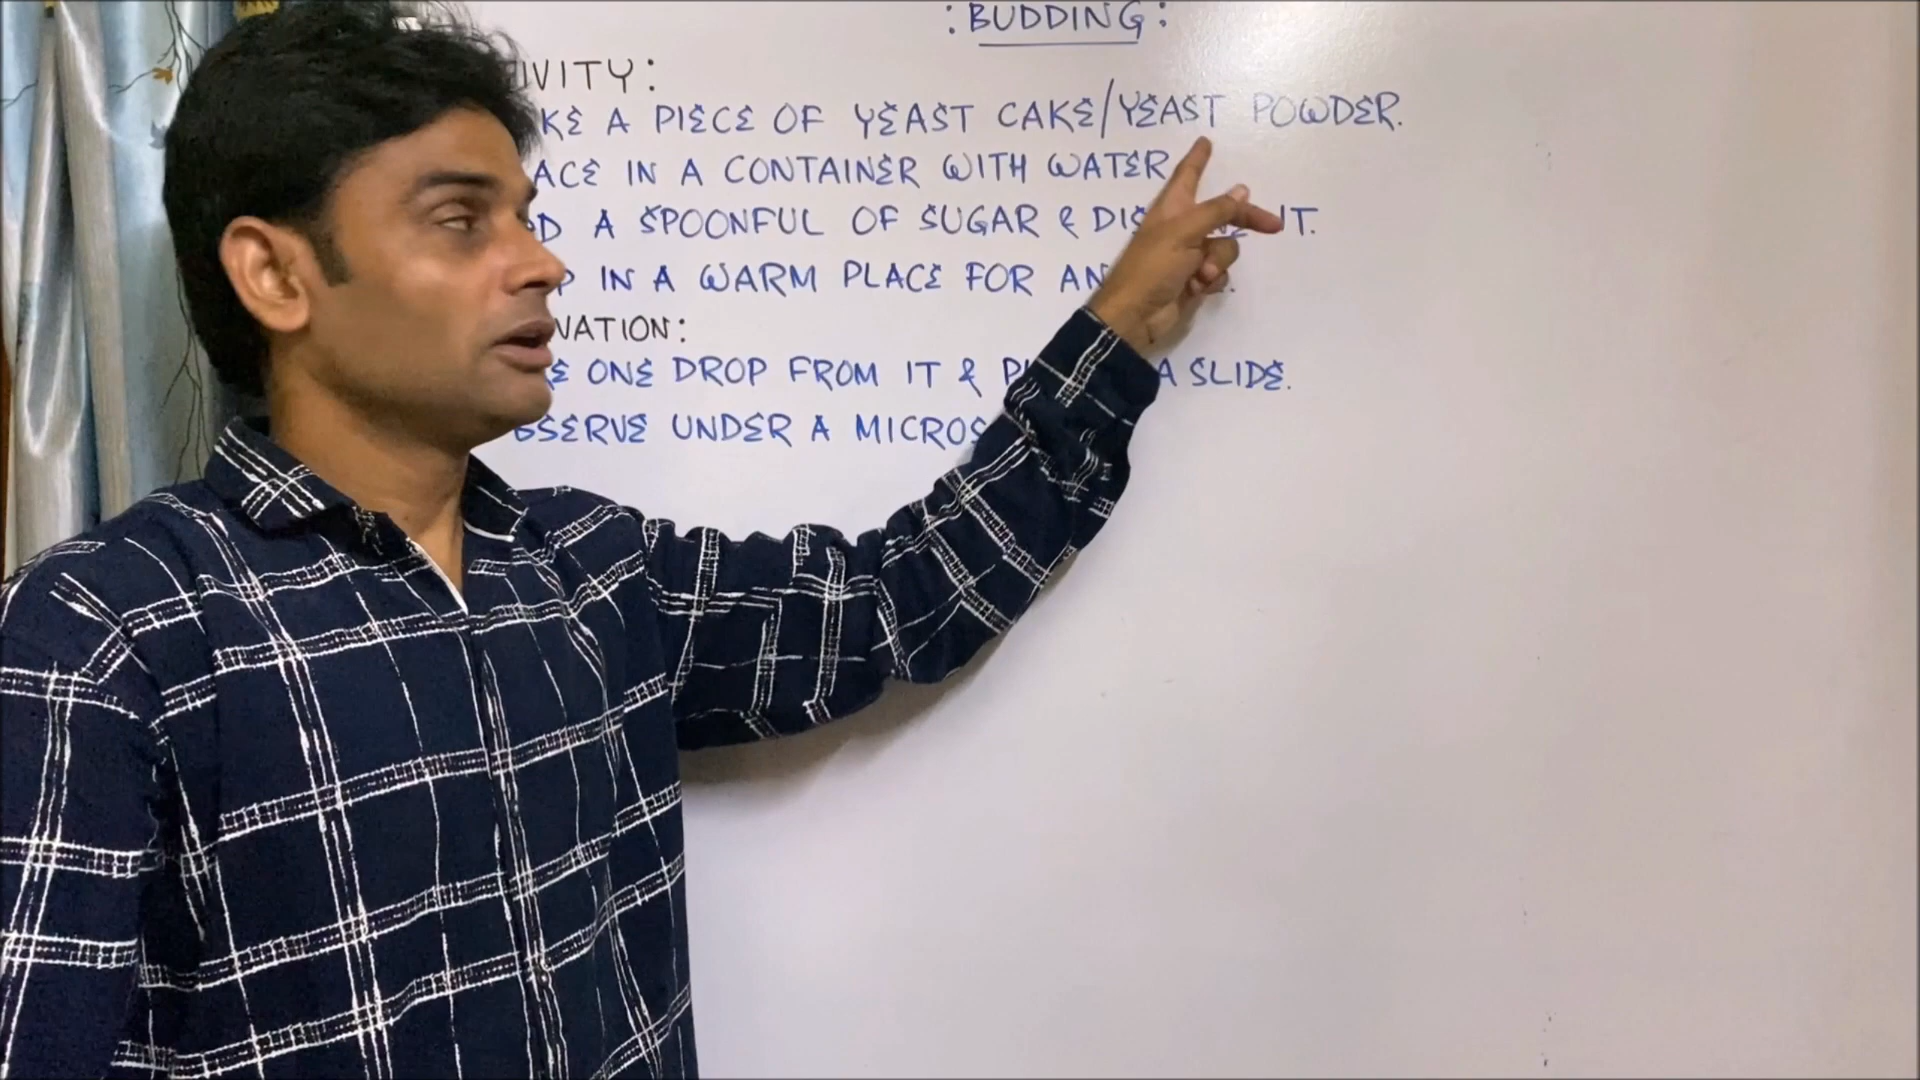 : BUDDING :
IVITY :
KE A PIECE OF YEAST CAKE/YEAST POWDER.
ACE IN A CONTAINER WITH WATER
D A SPOONFUL OF SUGAR & DIS IT.
P IN A WARM PLACE FOR AN
VATION :
E ONE DROP FROM IT & P A SLIDE.
BSERVE UNDER A MICROS